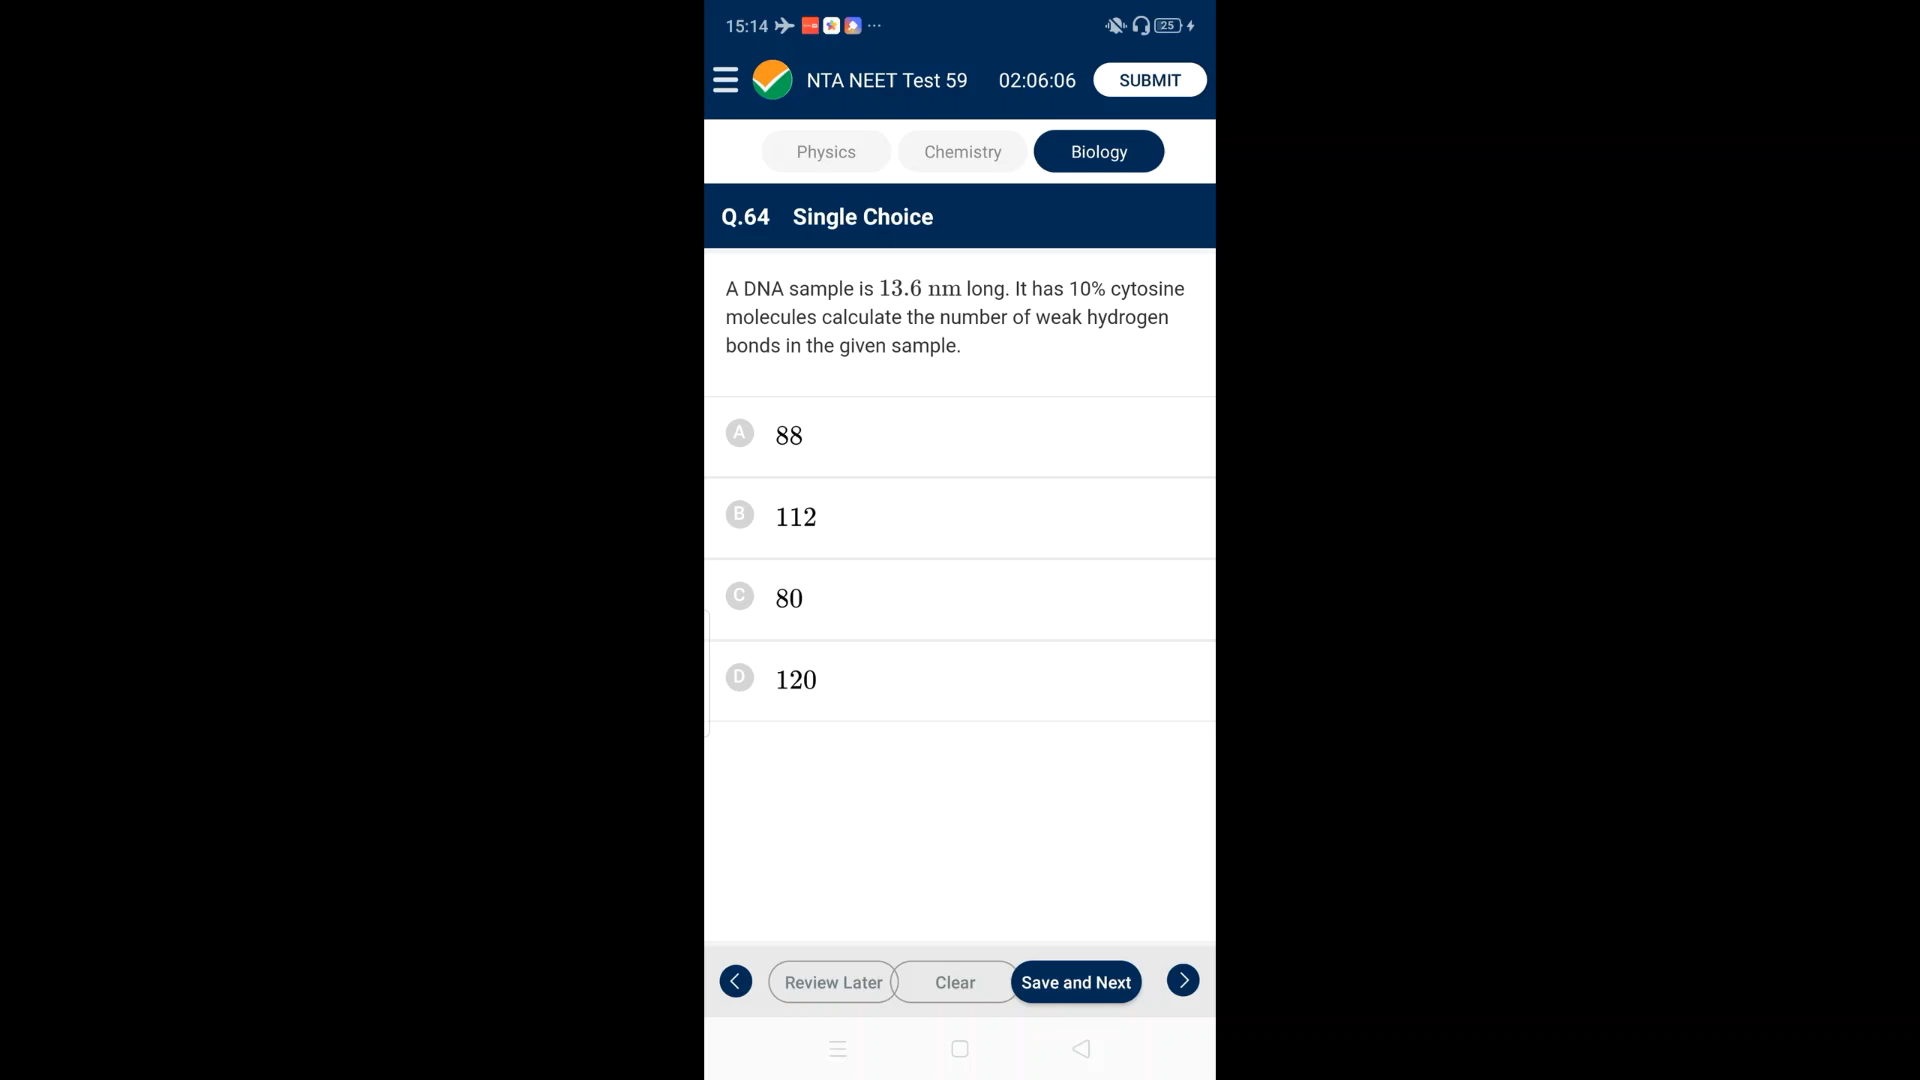 15:14 ...
25
NTA NEET Test 59 02:06:06 SUBMIT
Physics Chemistry Biology
Q.64 Single Choice
A DNA sample is 13.6 nm long. It has 10% cytosine
molecules calculate the number of weak hydrogen
bonds in the given sample.
A 88
B 112
C 80
D 120
Review Later Clear Save and Next